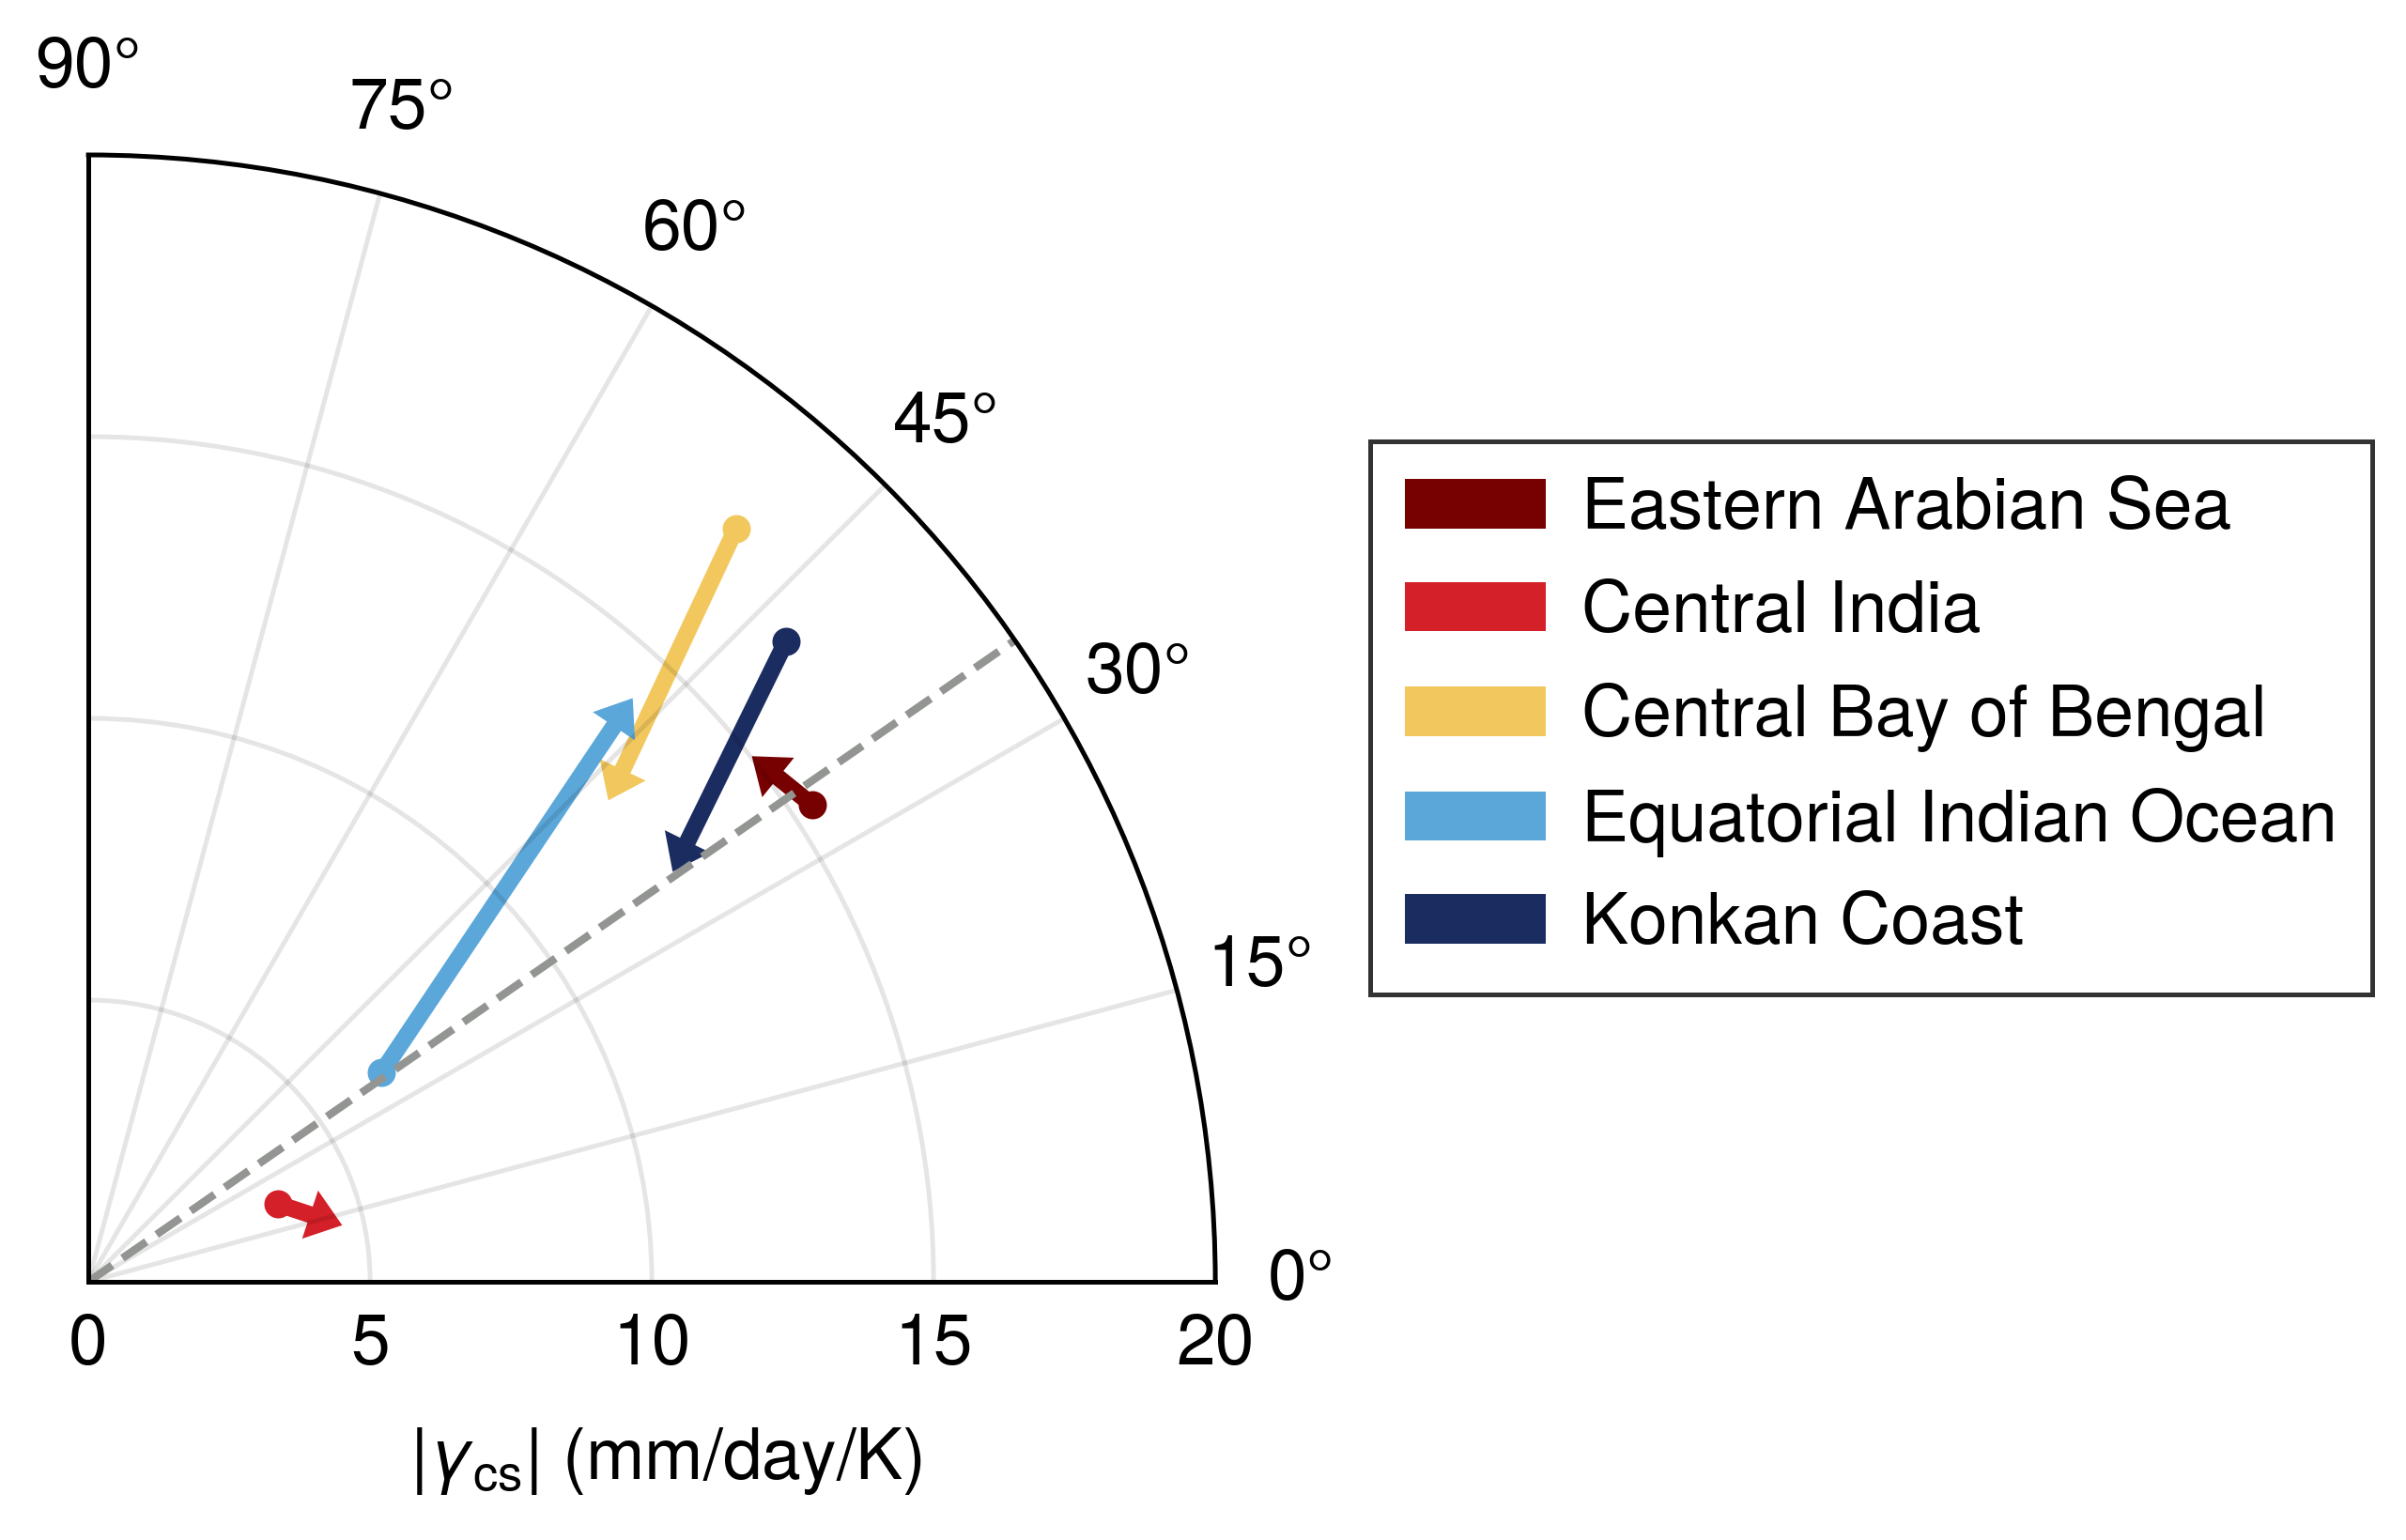 90°
75°
60°
45°
30°
15°
0°
0 5 10 15 20
|γcs| (mm/day/K)
Eastern Arabian Sea
Central India
Central Bay of Bengal
Equatorial Indian Ocean
Konkan Coast